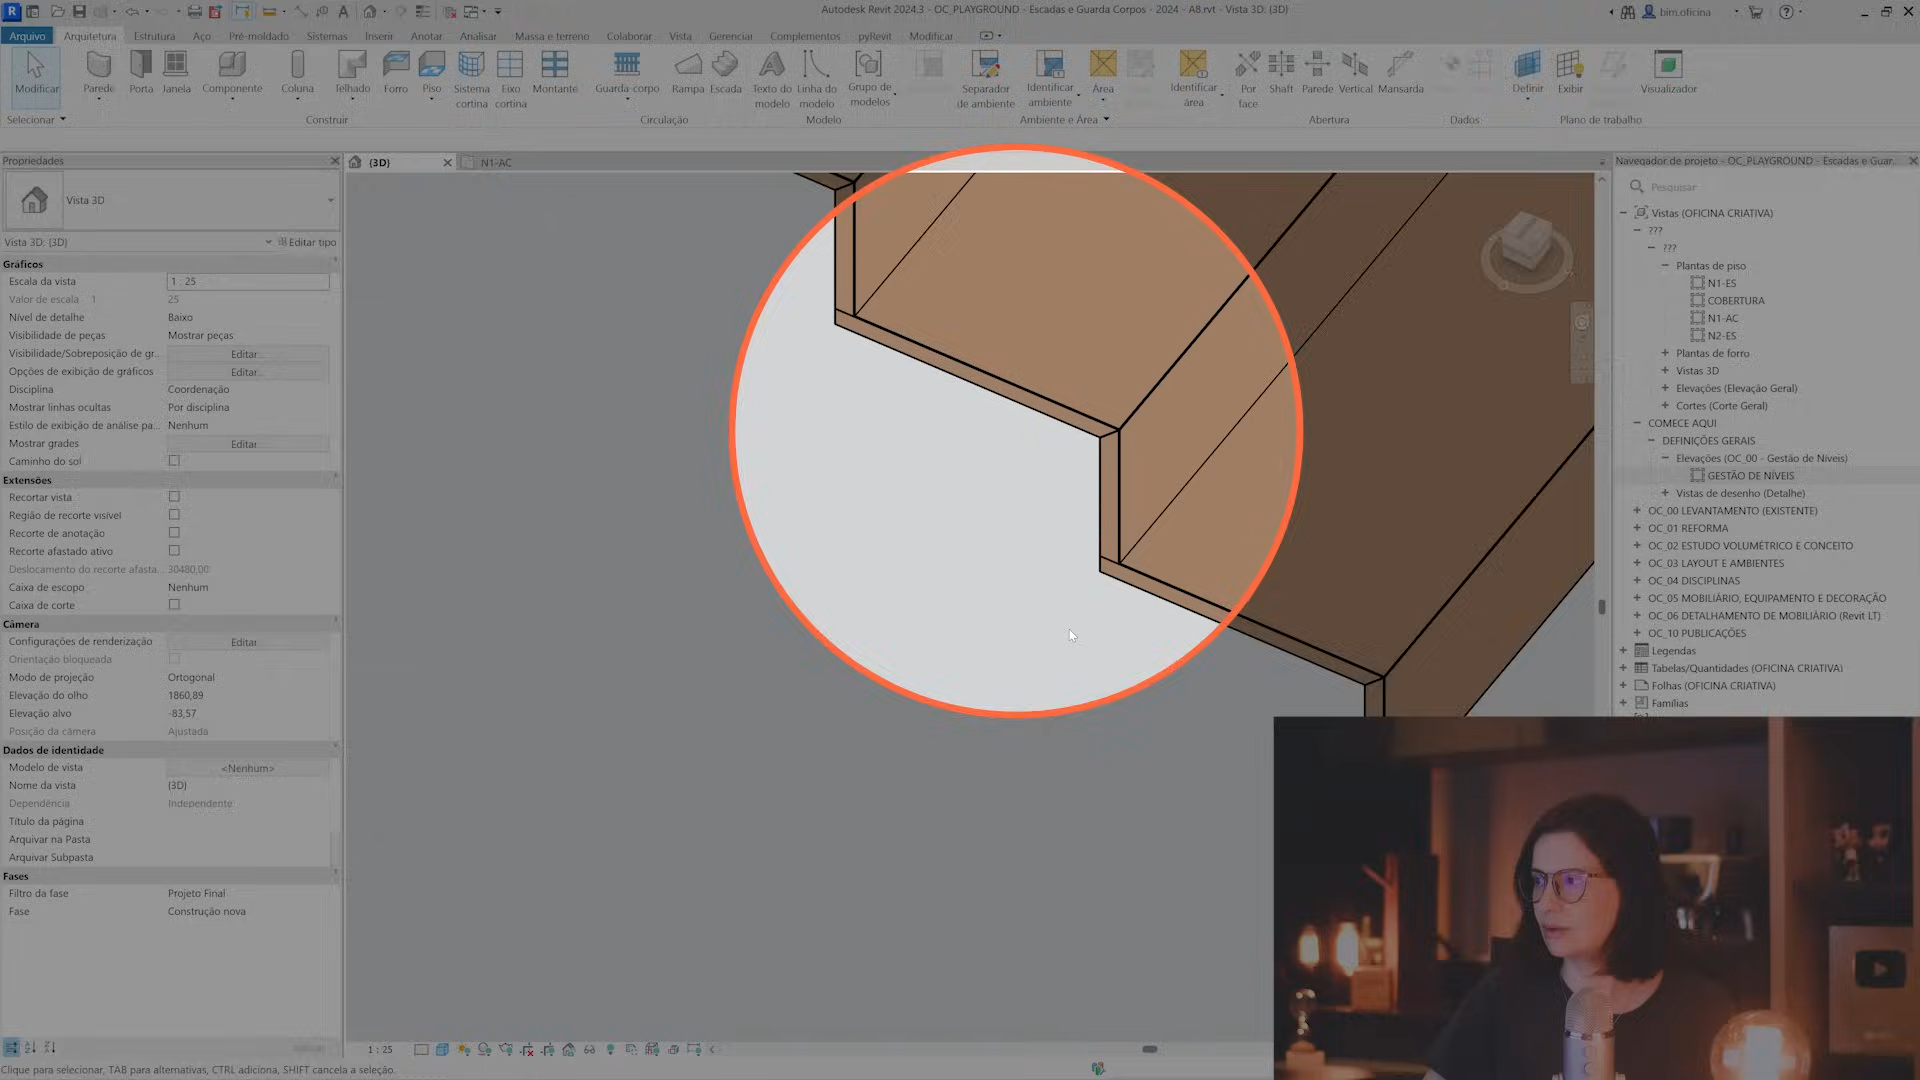 Autodesk Revit 2024.3 - OC_PLAYGROUND - Escadas e Guarda Corpos - 2024 - A8.rvt - Vista 3D: {3D}
bim.oficina
Arquivo Arquitetura Estrutura Aço Pré-moldado Sistemas Inserir Anotar Analisar Massa e terreno Colaborar Vista Gerenciar Complementos pyRevit Modificar
Modificar
Parede
Porta
Janela
Componente
Coluna
Telhado
Forro
Piso
Sistema cortina
Eixo cortina
Montante
Guarda-corpo
Rampa
Escada
Texto do modelo
Linha do modelo
Grupo de modelos
Separador de ambiente
Identificar ambiente
Área
Identificar área
Por face
Shaft
Parede
Vertical
Mansarda
Definir
Exibir
Visualizador
Selecionar
Construir
Circulação
Modelo
Ambiente e Área
Abertura
Dados
Plano de trabalho
Propriedades
Vista 3D
Vista 3D: {3D}
Editar tipo
Gráficos
Escala da vista 1 : 25
Valor de escala 1 25
Nível de detalhe Baixo
Visibilidade de peças Mostrar peças
Visibilidade/Sobreposição de gr... Editar...
Opções de exibição de gráficos Editar...
Disciplina Coordenação
Mostrar linhas ocultas Por disciplina
Estilo de exibição de análise pa... Nenhum
Mostrar grades Editar...
Caminho do sol
Extensões
Recortar vista
Região de recorte visível
Recorte de anotação
Recorte afastado ativo
Deslocamento do recorte afasta... 30480,00
Caixa de escopo Nenhum
Caixa de corte
Câmera
Configurações de renderização Editar...
Orientação bloqueada
Modo de projeção Ortogonal
Elevação do olho 1860,89
Elevação alvo -83,57
Posição da câmera Ajustada
Dados de identidade
Modelo de vista <Nenhum>
Nome da vista {3D}
Dependência Independente
Título da página
Arquivar na Pasta
Arquivar Subpasta
Fases
Filtro da fase Projeto Final
Fase Construção nova
{3D}
N1-AC
Navegador de projeto - OC_PLAYGROUND - Escadas e Guar...
Pesquisar
Vistas (OFICINA CRIATIVA)
???
???
Plantas de piso
N1-ES
COBERTURA
N1-AC
N2-ES
Plantas de forro
Vistas 3D
Elevações (Elevação Geral)
Cortes (Corte Geral)
COMECE AQUI
DEFINIÇÕES GERAIS
Elevações (OC_00 - Gestão de Níveis)
GESTÃO DE NÍVEIS
Vistas de desenho (Detalhe)
OC_00 LEVANTAMENTO (EXISTENTE)
OC_01 REFORMA
OC_02 ESTUDO VOLUMÉTRICO E CONCEITO
OC_03 LAYOUT E AMBIENTES
OC_04 DISCIPLINAS
OC_05 MOBILIÁRIO, EQUIPAMENTO E DECORAÇÃO
OC_06 DETALHAMENTO DE MOBILIÁRIO (Revit LT)
OC_10 PUBLICAÇÕES
Legendas
Tabelas/Quantidades (OFICINA CRIATIVA)
Folhas (OFICINA CRIATIVA)
Famílias
1 : 25
Clique para selecionar, TAB para alternativas, CTRL adiciona, SHIFT cancela a seleção.